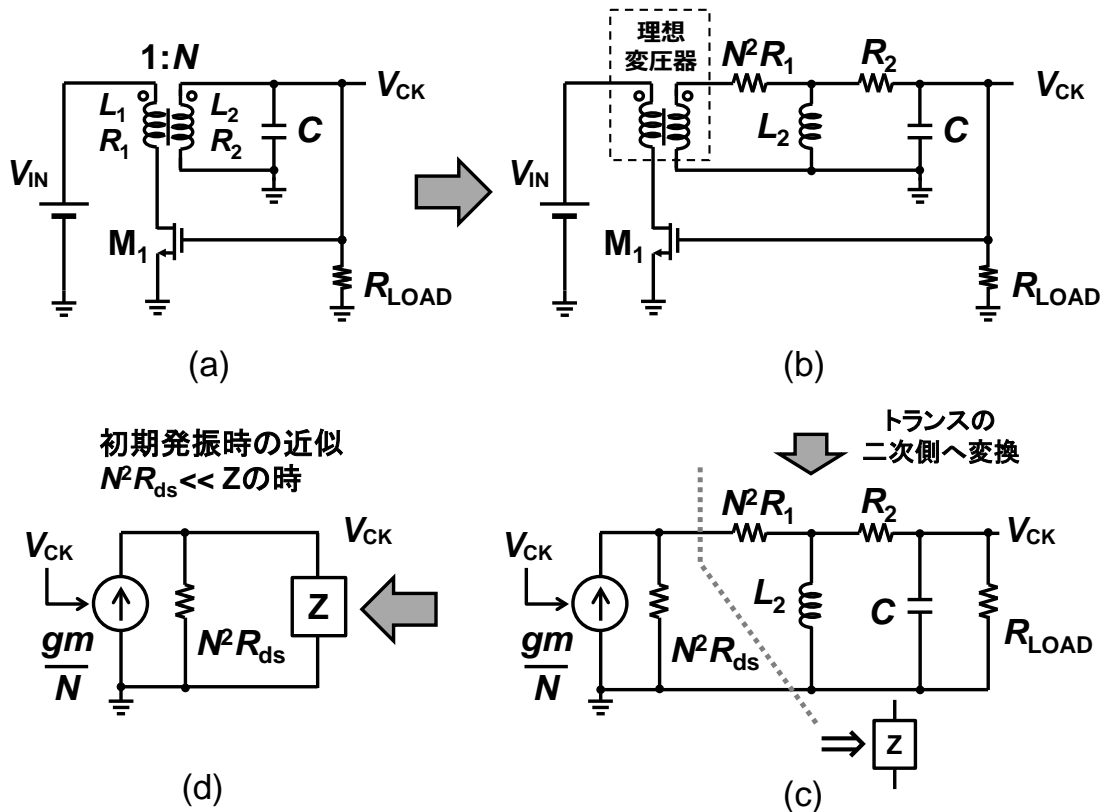 1:N
L1
R1
L2
R2
C
VCK
VIN
M1
RLOAD
(a)
理想
変圧器
N²R1
R2
VCK
L2
C
VIN
M1
RLOAD
(b)
トランスの
二次側へ変換
N²R1
R2
VCK
VCK
L2
C
RLOAD
gm
N
N²Rds
Z
(c)
初期発振時の近似
N²Rds<< Zの時
VCK
VCK
Z
gm
N
N²Rds
(d)